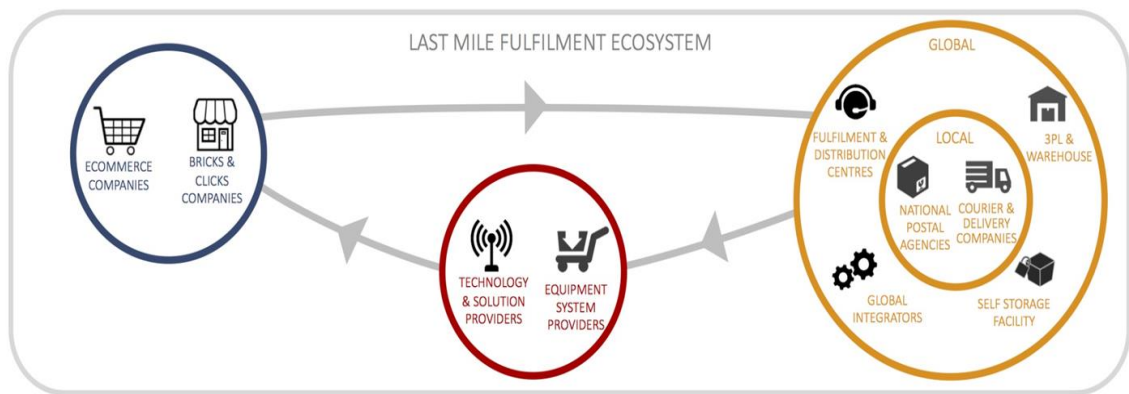 LAST MILE FULFILMENT ECOSYSTEM
ECOMMERCE
COMPANIES
BRICKS &
CLICKS
COMPANIES
TECHNOLOGY
& SOLUTION
PROVIDERS
EQUIPMENT
SYSTEM
PROVIDERS
GLOBAL
FULFILMENT &
DISTRIBUTION
CENTRES
3PL &
WAREHOUSE
LOCAL
NATIONAL
POSTAL
AGENCIES
COURIER &
DELIVERY
COMPANIES
GLOBAL
INTEGRATORS
SELF STORAGE
FACILITY